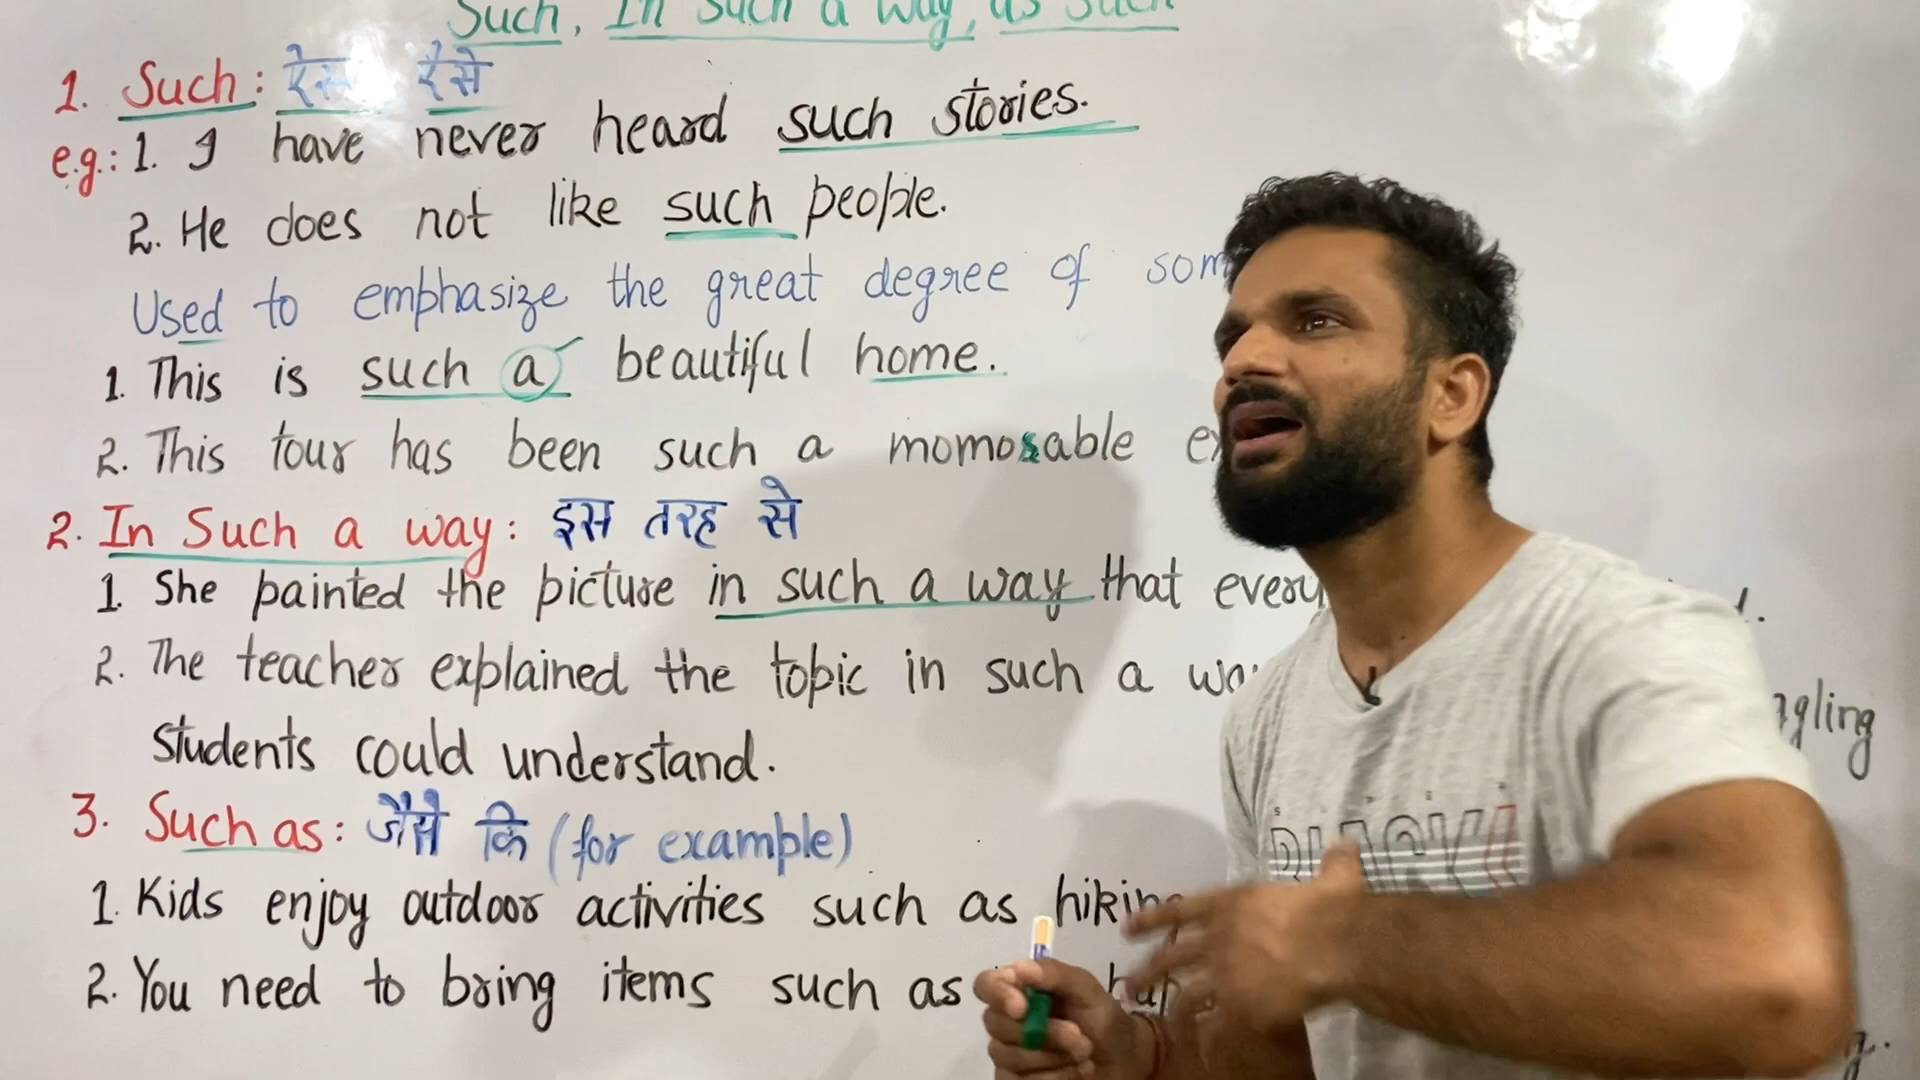 Such, In Such a way, as such
1. Such: ऐसा ऐसे
e.g.: 1. I have never heard such stories.
2. He does not like such people.
Used to emphasize the great degree of
1. This is such a beautiful home.
2. This tour has been such a momorable
2. In Such a way: इस तरह से
1. She painted the picture in such a way that
2. The teacher explained the topic in such a
students could understand.
3. Such as: जैसे कि (for example)
1. Kids enjoy outdoor activities such as hiking
2. You need to bring items such as